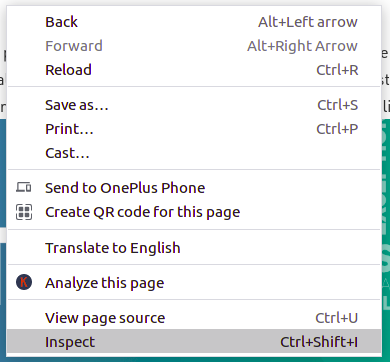 Back Alt+Left arrow
Forward Alt+Right Arrow
Reload Ctrl+R
Save as… Ctrl+S
Print… Ctrl+P
Cast…
Send to OnePlus Phone
Create QR code for this page
Translate to English
K Analyze this page
View page source Ctrl+U
Inspect Ctrl+Shift+I